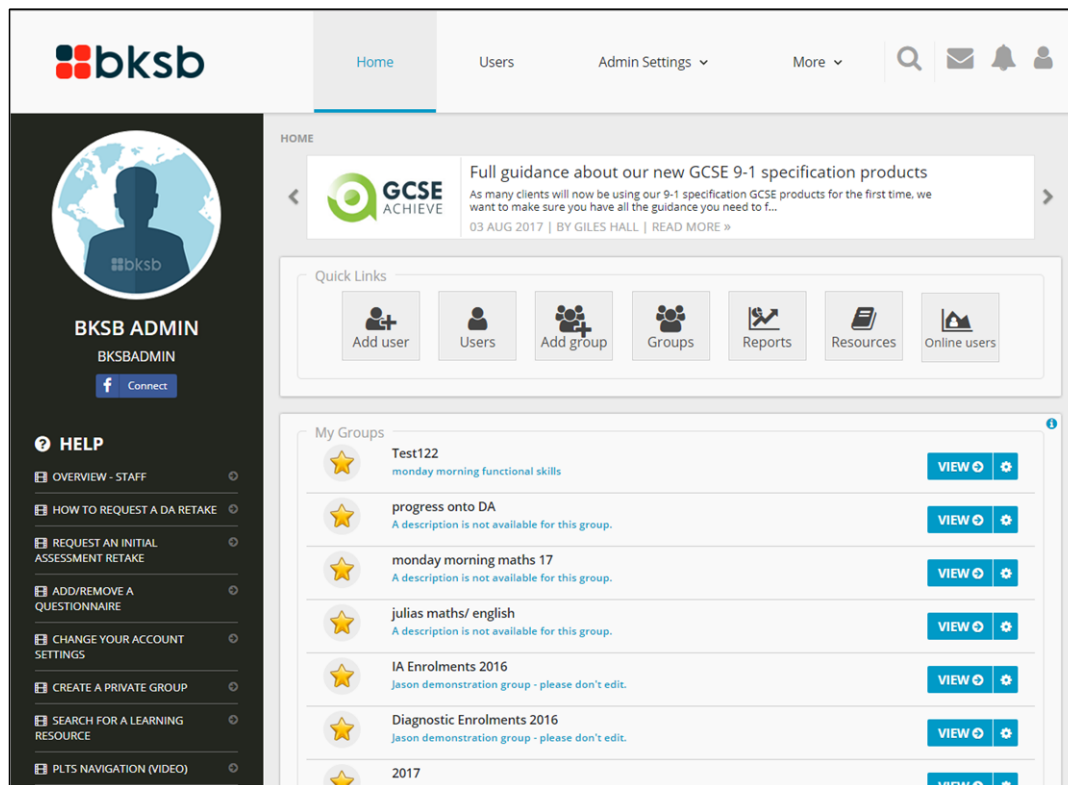 bksb
Home
Users
Admin Settings
More
bksb
BKSB ADMIN
BKSBADMIN
f Connect
HELP
OVERVIEW - STAFF
HOW TO REQUEST A DA RETAKE
REQUEST AN INITIAL
ASSESSMENT RETAKE
ADD/REMOVE A
QUESTIONNAIRE
CHANGE YOUR ACCOUNT
SETTINGS
CREATE A PRIVATE GROUP
SEARCH FOR A LEARNING
RESOURCE
PLTS NAVIGATION (VIDEO)
HOME
GCSE
ACHIEVE
Full guidance about our new GCSE 9-1 specification products
As many clients will now be using our 9-1 specification GCSE products for the first time, we
want to make sure you have all the guidance you need to f...
03 AUG 2017 | BY GILES HALL | READ MORE »
Quick Links
Add user
Users
Add group
Groups
Reports
Resources
Online users
My Groups
Test122
monday morning functional skills
VIEW
progress onto DA
A description is not available for this group.
VIEW
monday morning maths 17
A description is not available for this group.
VIEW
julias maths/ english
A description is not available for this group.
VIEW
IA Enrolments 2016
Jason demonstration group - please don't edit.
VIEW
Diagnostic Enrolments 2016
Jason demonstration group - please don't edit.
VIEW
2017
VIEW